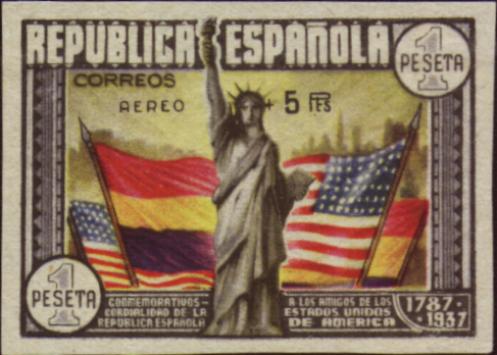 REPUBLICA ESPAÑOLA
1 PESETA
CORREOS
AEREO + 5 PTS
1 PESETA
CONMEMORATIVOS-
CORDIALIDAD DE LA
REPUBLICA ESPAÑOLA
A LOS AMIGOS DE LOS
ESTADOS UNIDOS
DE AMERICA
1787-
·1937